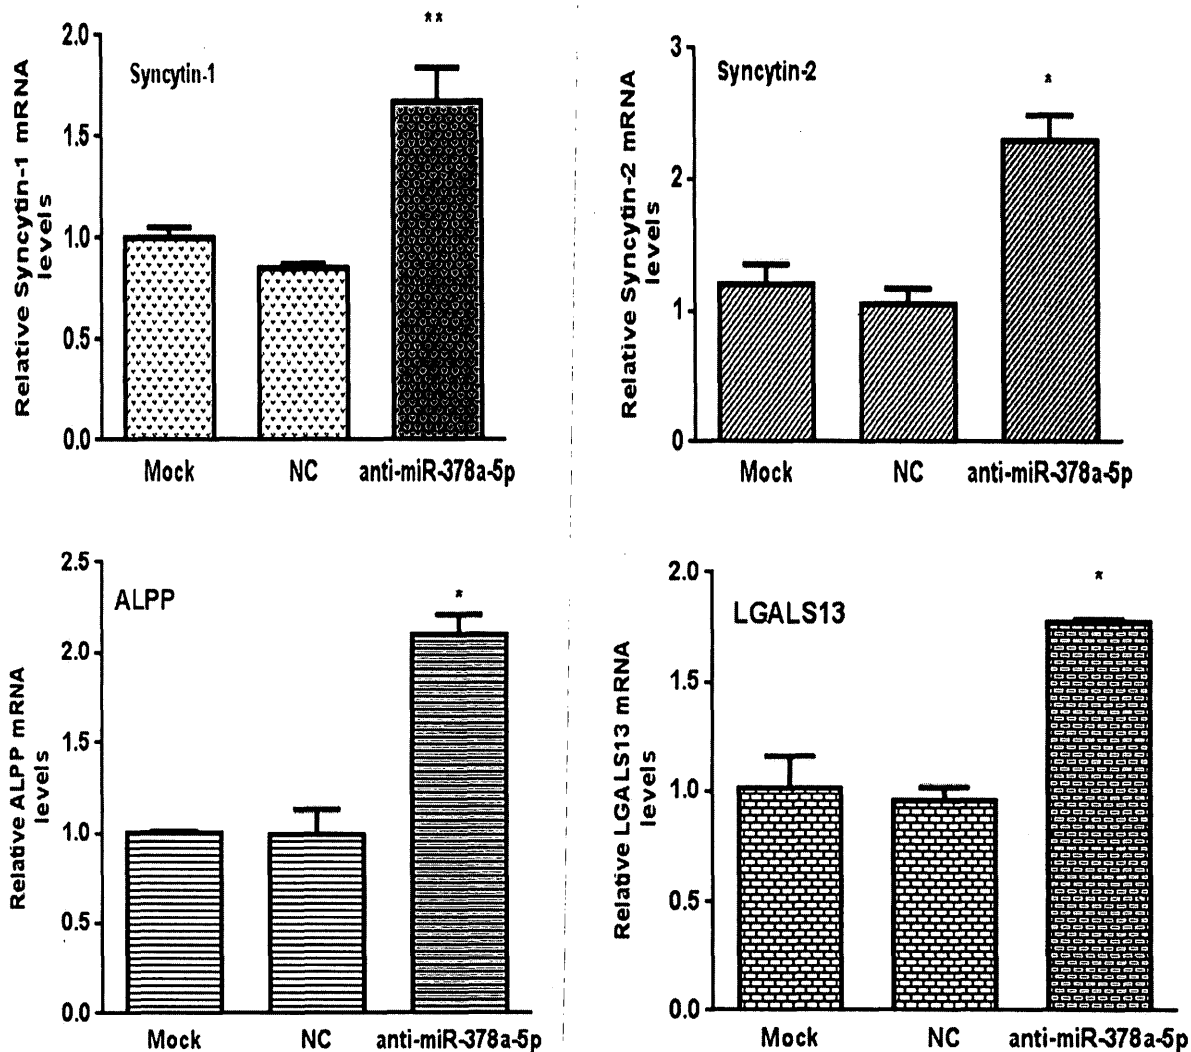 Relative Syncytin-1 mRNA
levels
2.0
1.5
1.0
0.5
0.0
Syncytin-1
**
Mock NC anti-miR-378a-5p
Relative Syncytin-2 mRNA
levels
3
2
1
0
Syncytin-2
*
Mock NC anti-miR-378a-5p
Relative ALPP mRNA
levels
2.5
2.0
1.5
1.0
0.5
0.0
ALPP
*
Mock NC anti-miR-378a-5p
Relative LGALS13 mRNA
levels
2.0
1.5
1.0
0.5
0.0
LGALS13
*
Mock NC anti-miR-378a-5p